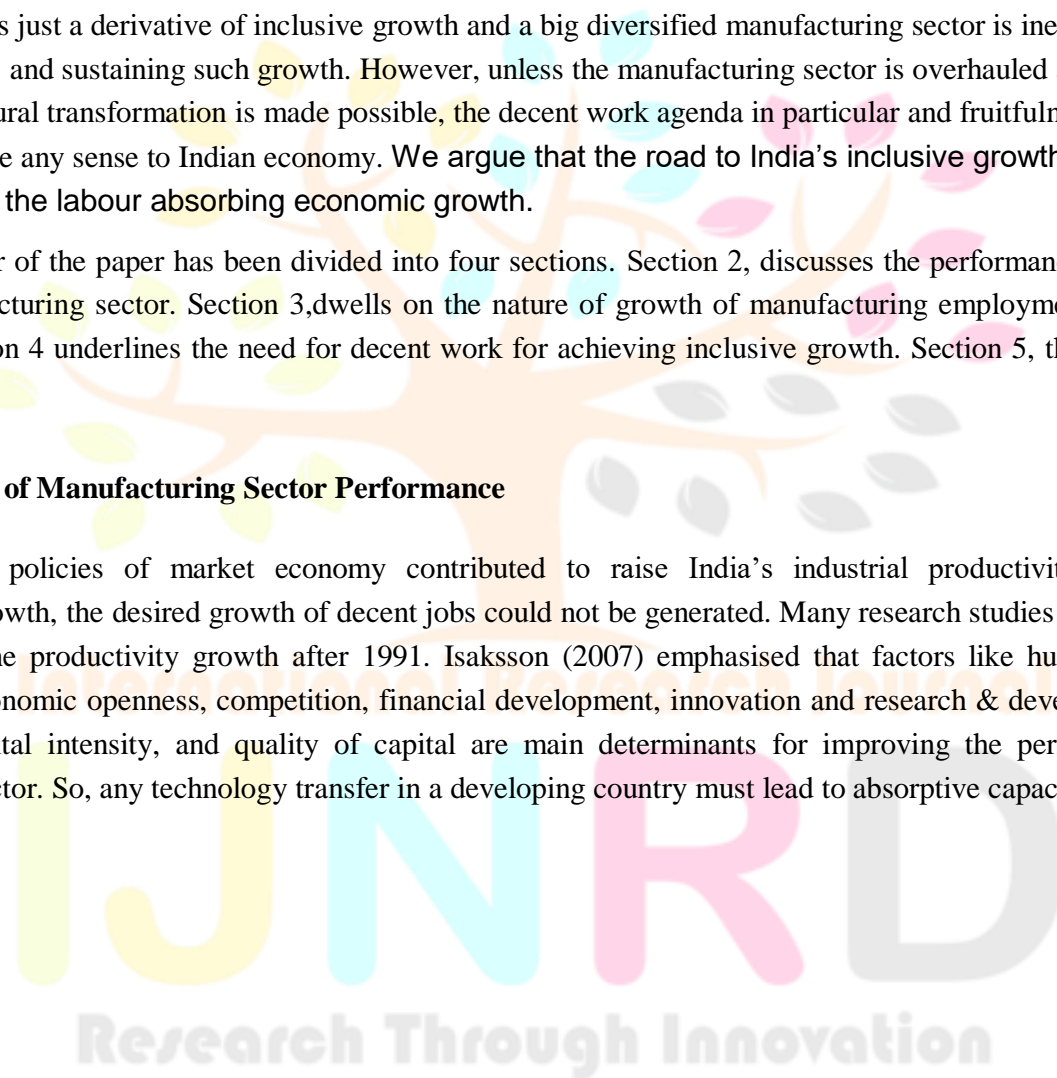 s just a derivative of inclusive growth and a big diversified manufacturing sector is ine
and sustaining such growth. However, unless the manufacturing sector is overhauled
ural transformation is made possible, the decent work agenda in particular and fruitfuln
e any sense to Indian economy. We argue that the road to India's inclusive growth
the labour absorbing economic growth.
r of the paper has been divided into four sections. Section 2, discusses the performanc
cturing sector. Section 3,dwells on the nature of growth of manufacturing employme
on 4 underlines the need for decent work for achieving inclusive growth. Section 5, th
of Manufacturing Sector Performance
policies of market economy contributed to raise India's industrial productivit
owth, the desired growth of decent jobs could not be generated. Many research studies
ne productivity growth after 1991. Isaksson (2007) emphasised that factors like hu
onomic openness, competition, financial development, innovation and research & deve
ital intensity, and quality of capital are main determinants for improving the per
ctor. So, any technology transfer in a developing country must lead to absorptive capac
International Research Journal
IJNRD
Research Through Innovation